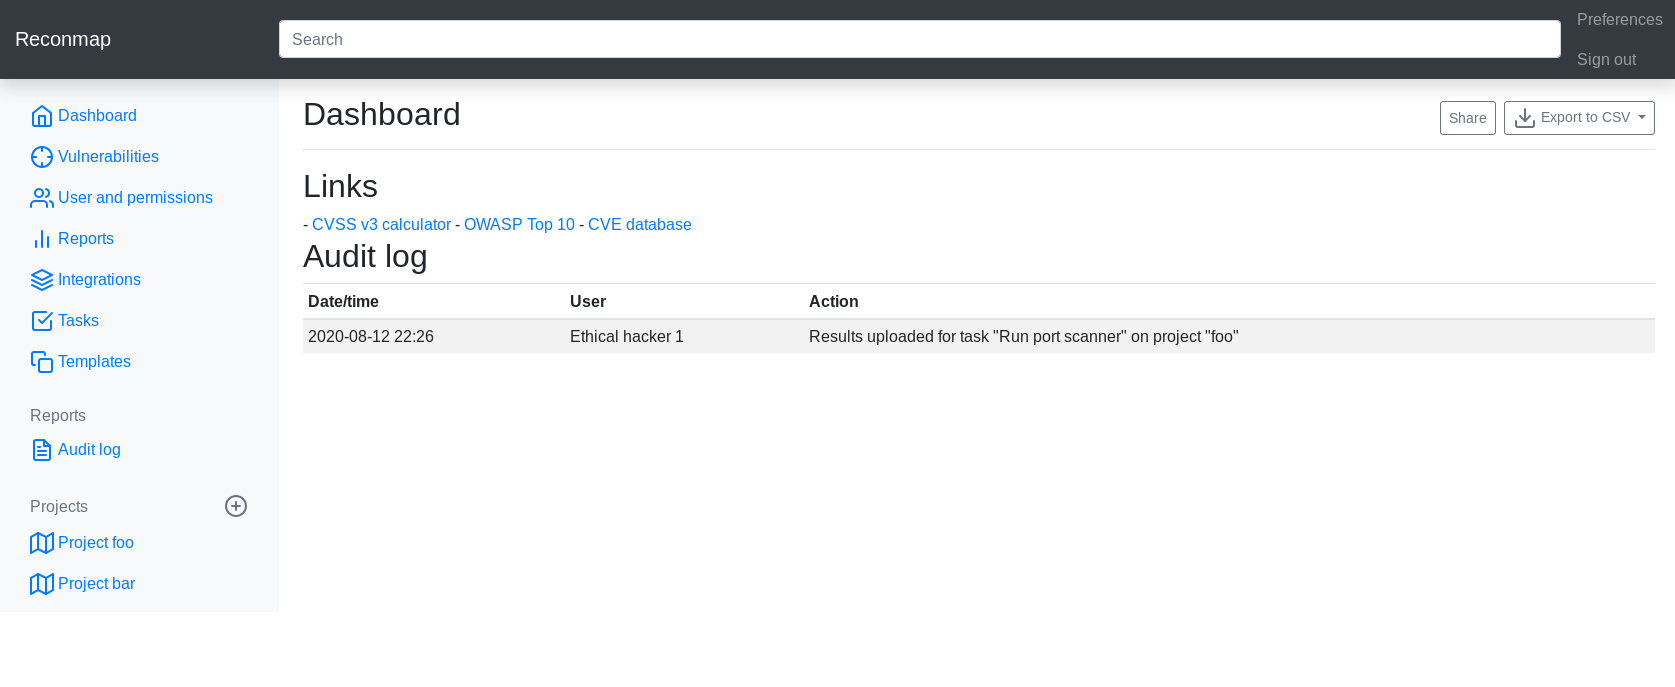 Reconmap
Search
Preferences
Sign out
Dashboard
Vulnerabilities
User and permissions
Reports
Integrations
Tasks
Templates
Reports
Audit log
Projects
Project foo
Project bar
Dashboard
Share
Export to CSV
Links
- CVSS v3 calculator - OWASP Top 10 - CVE database
Audit log
Date/time User Action
2020-08-12 22:26 Ethical hacker 1 Results uploaded for task "Run port scanner" on project "foo"